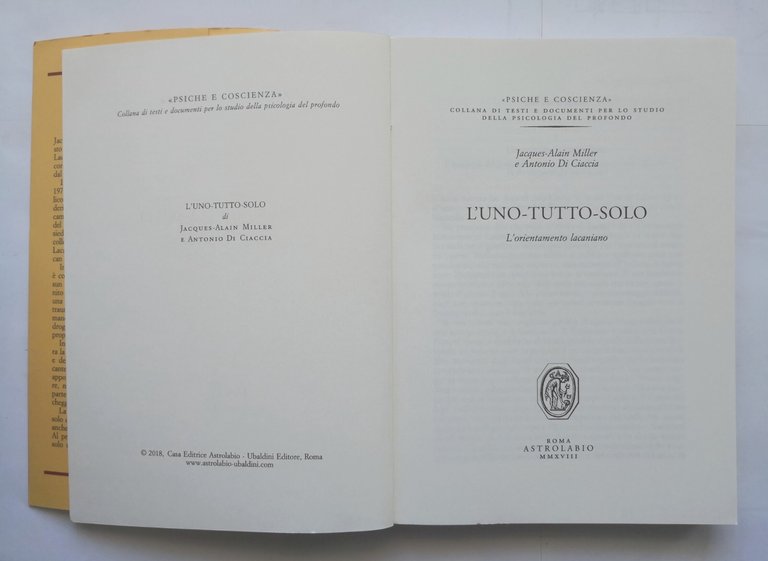 «PSICHE E COSCIENZA»
Collana di testi e documenti per lo studio della psicologia del profondo
L'UNO-TUTTO-SOLO
di
JACQUES-ALAIN MILLER
E ANTONIO DI CIACCIA
© 2018, Casa Editrice Astrolabio - Ubaldini Editore, Roma
www.astrolabio-ubaldini.com
«PSICHE E COSCIENZA»
COLLANA DI TESTI E DOCUMENTI PER LO STUDIO
DELLA PSICOLOGIA DEL PROFONDO
Jacques-Alain Miller
e Antonio Di Ciaccia
L'UNO-TUTTO-SOLO
L'orientamento lacaniano
ROMA
ASTROLABIO
MMXVIII